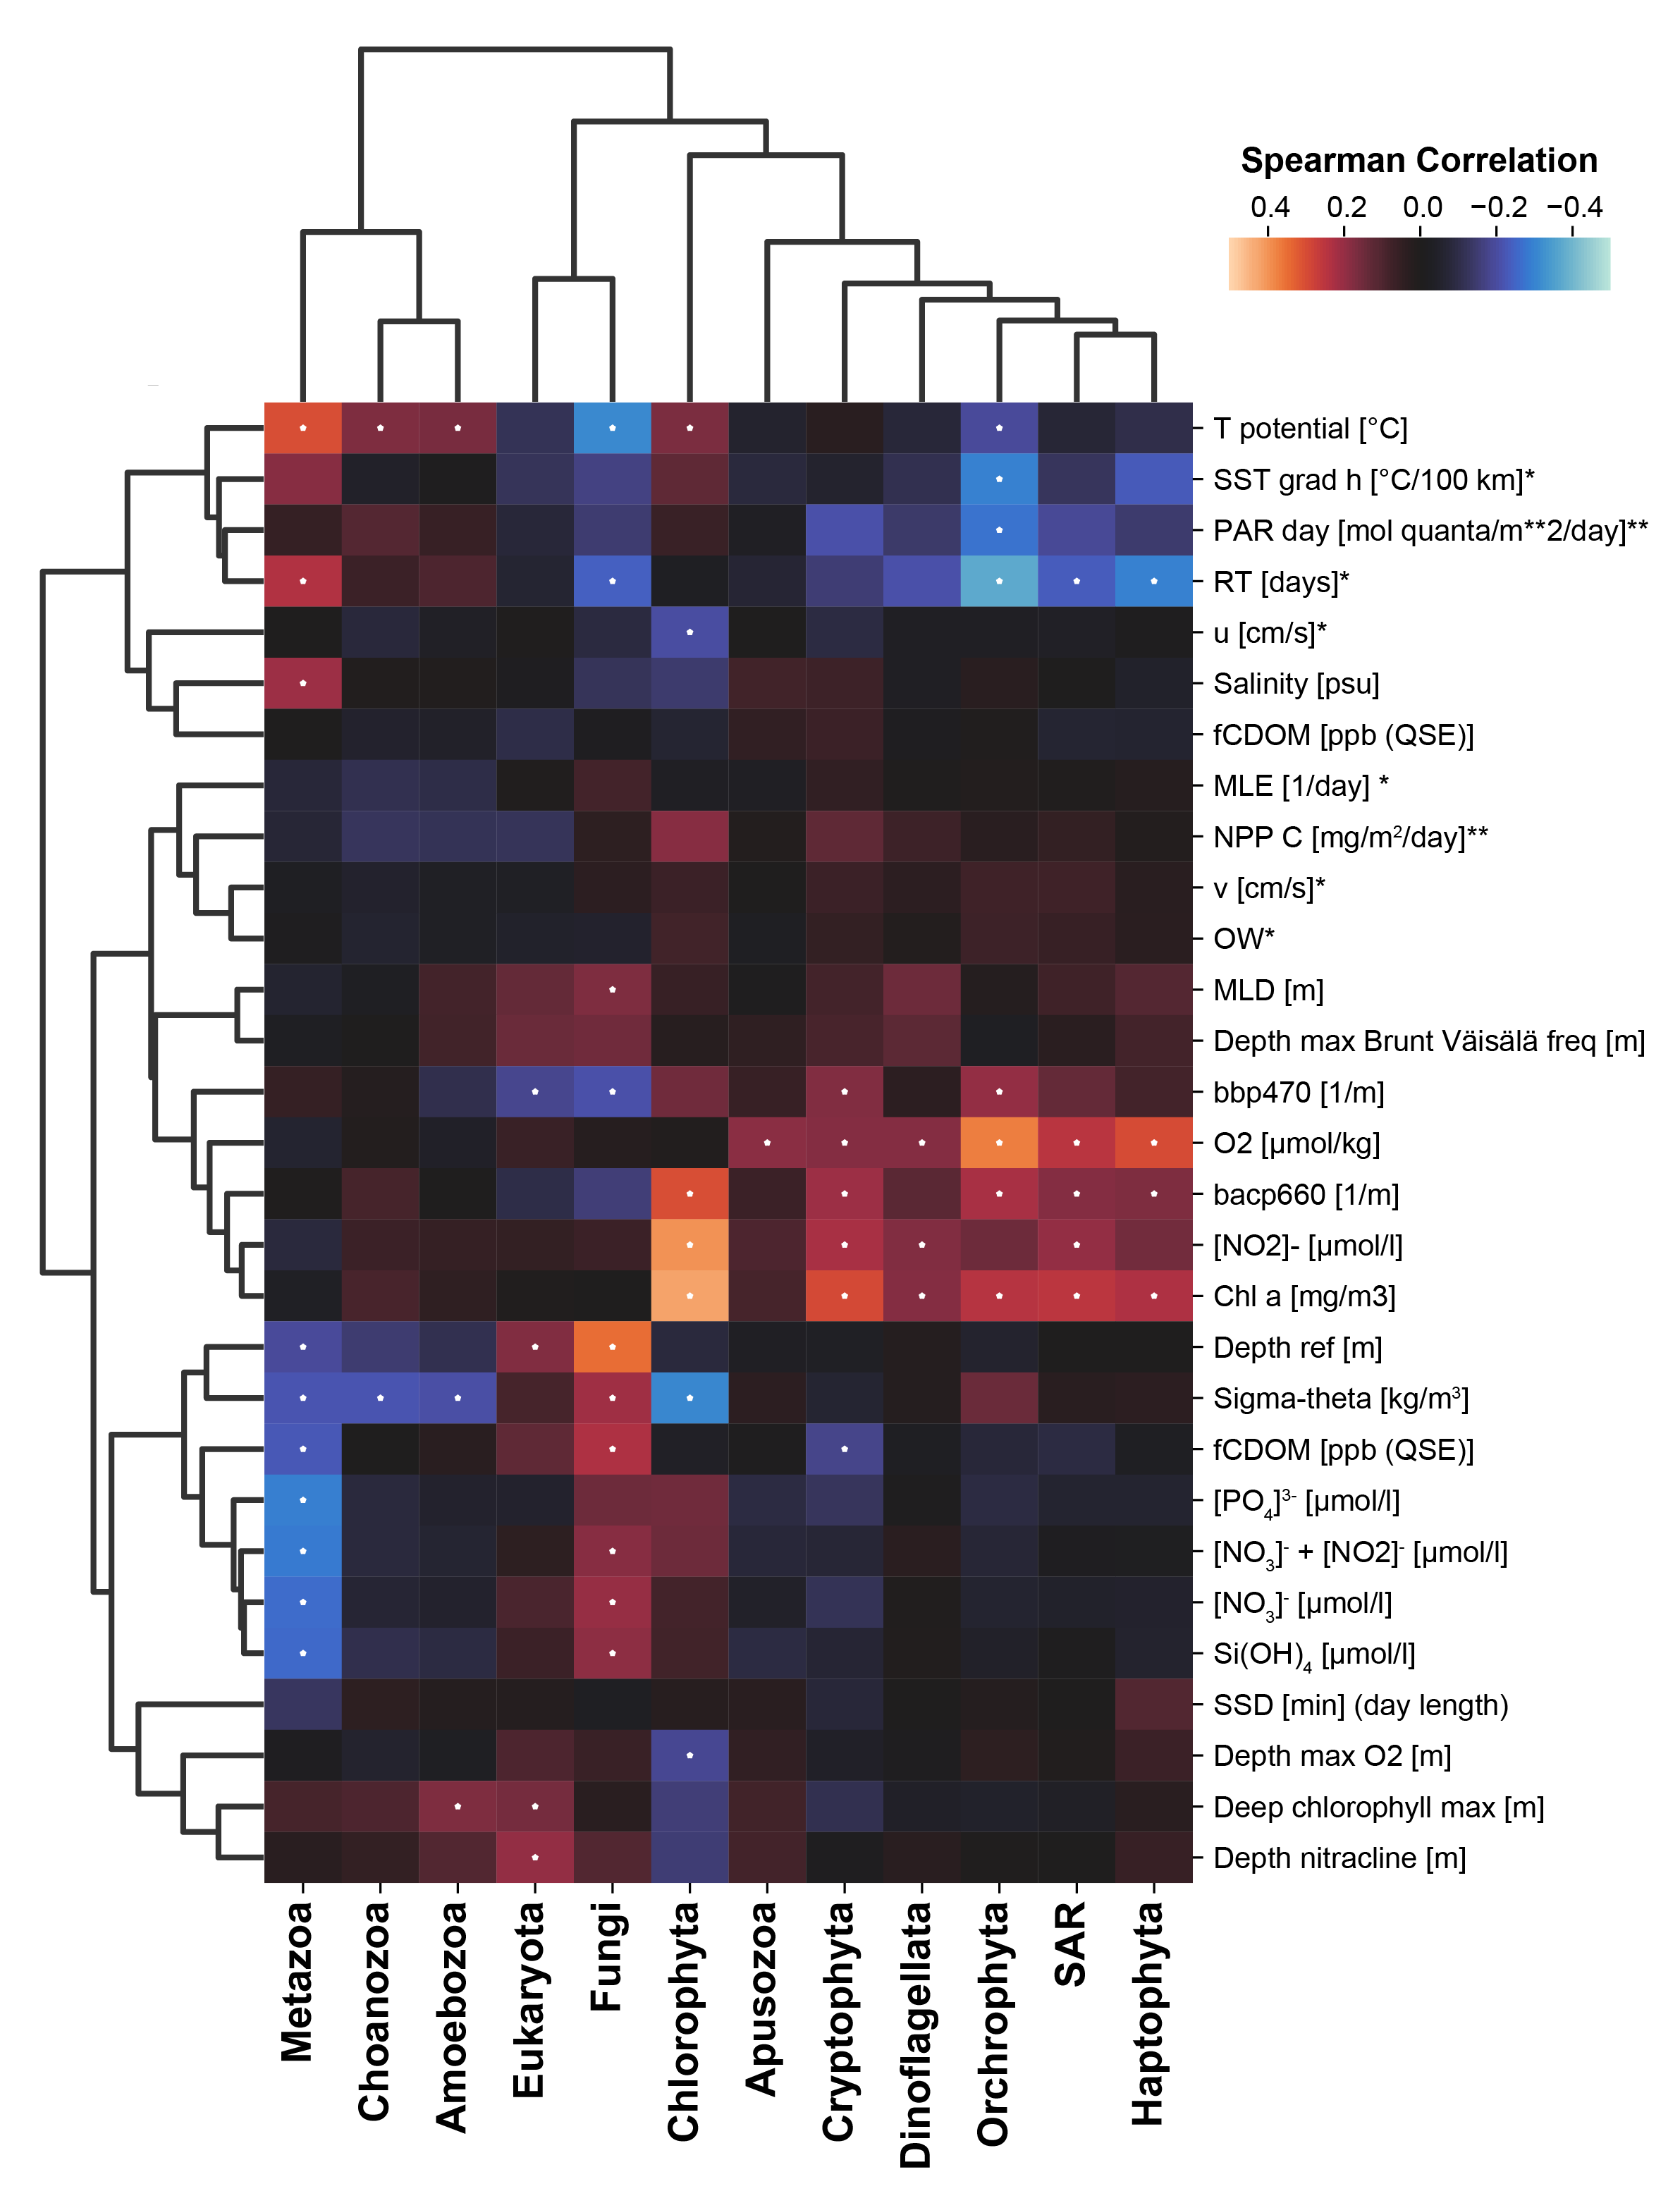 Spearman Correlation
0.4 0.2 0.0 −0.2 −0.4
T potential [°C]
SST grad h [°C/100 km]*
PAR day [mol quanta/m**2/day]**
RT [days]*
u [cm/s]*
Salinity [psu]
fCDOM [ppb (QSE)]
MLE [1/day] *
NPP C [mg/m²/day]**
v [cm/s]*
OW*
MLD [m]
Depth max Brunt Väisälä freq [m]
bbp470 [1/m]
O2 [µmol/kg]
bacp660 [1/m]
[NO2]- [µmol/l]
Chl a [mg/m3]
Depth ref [m]
Sigma-theta [kg/m³]
fCDOM [ppb (QSE)]
[PO₄]³⁻ [µmol/l]
[NO₃]⁻ + [NO2]⁻ [µmol/l]
[NO₃]⁻ [µmol/l]
Si(OH)₄ [µmol/l]
SSD [min] (day length)
Depth max O2 [m]
Deep chlorophyll max [m]
Depth nitracline [m]
Metazoa
Choanozoa
Amoebozoa
Eukaryota
Fungi
Chlorophyta
Apusozoa
Cryptophyta
Dinoflagellata
Orchrophyta
SAR
Haptophyta